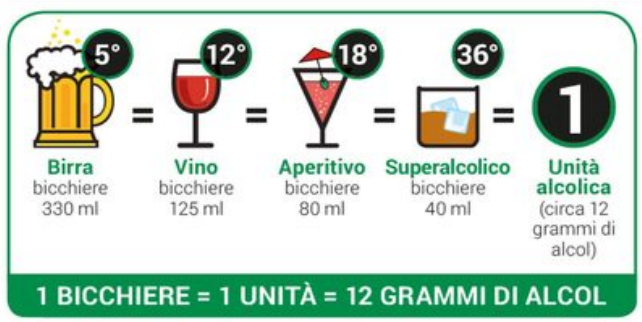 5°
12°
18°
36°
=
=
=
=
1
Birra
bicchiere
330 ml
Vino
bicchiere
125 ml
Aperitivo
bicchiere
80 ml
Superalcolico
bicchiere
40 ml
Unità
alcolica
(circa 12
grammi di
alcol)
1 BICCHIERE = 1 UNITÀ = 12 GRAMMI DI ALCOL